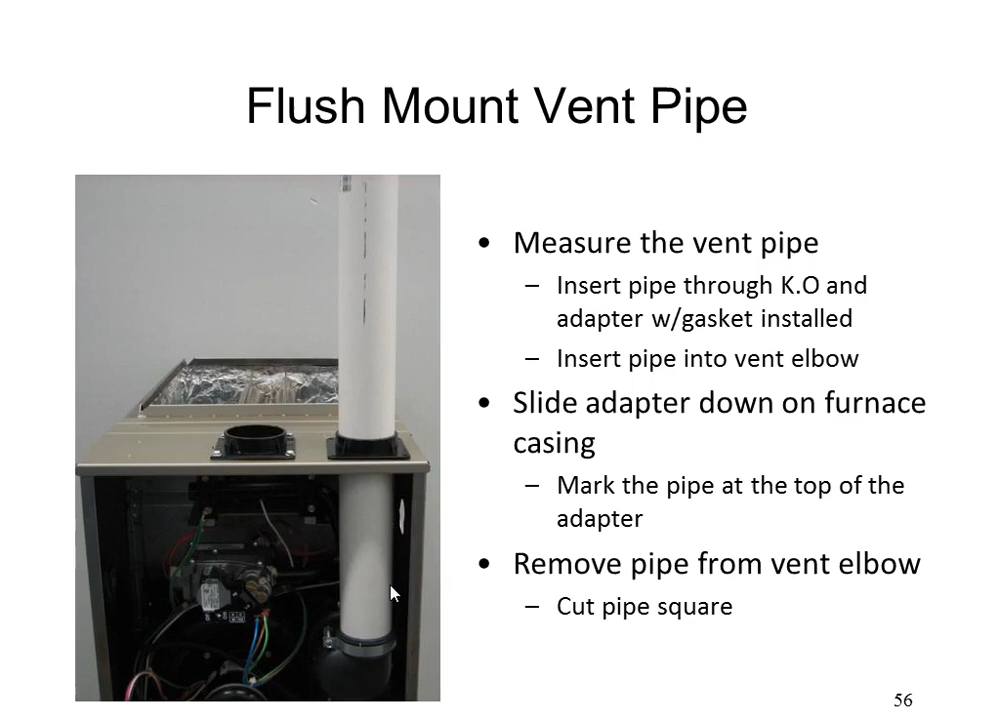 Flush Mount Vent Pipe
• Measure the vent pipe
– Insert pipe through K.O and
adapter w/gasket installed
– Insert pipe into vent elbow
• Slide adapter down on furnace
casing
– Mark the pipe at the top of the
adapter
• Remove pipe from vent elbow
– Cut pipe square
56